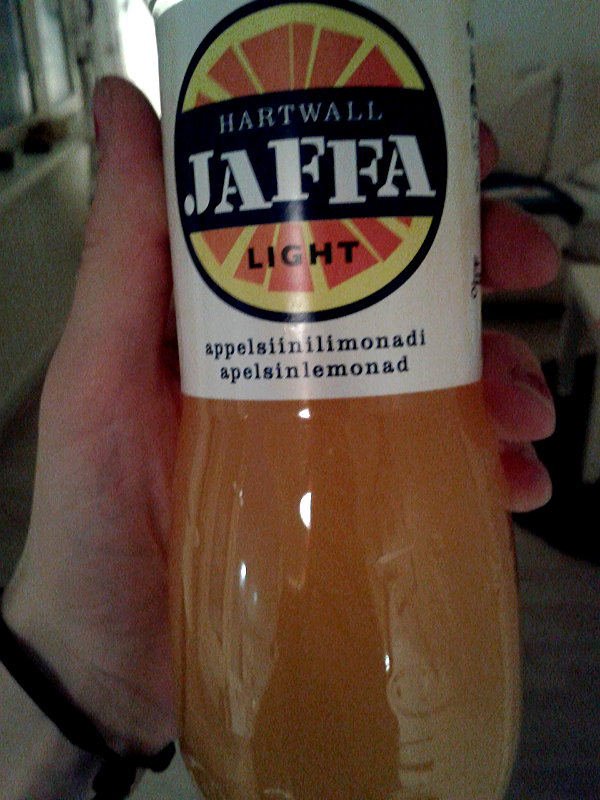 HARTWALL
JAFFA
LIGHT
appelsiinilimonadi
apelsinlemonad